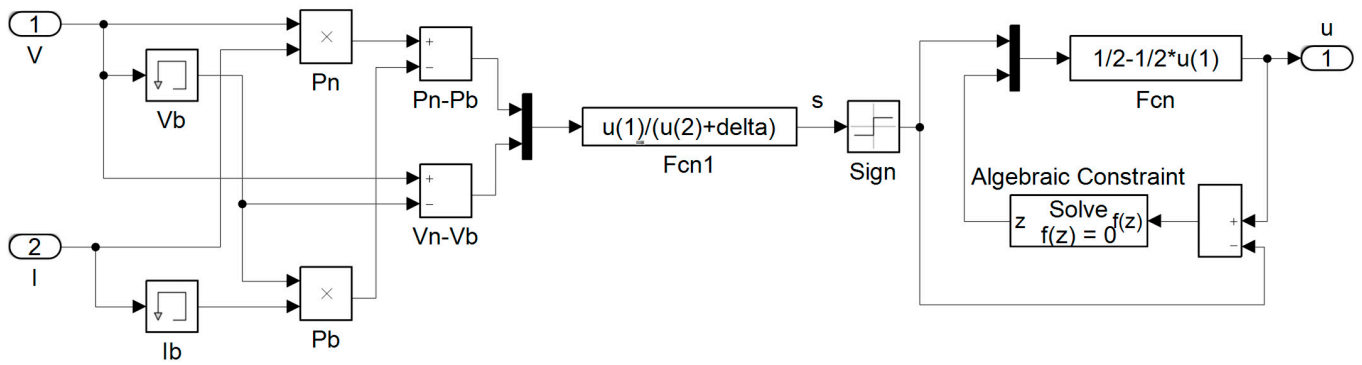 1
V
Vb
2
I
Ib
×
Pn
×
Pb
+
−
Pn-Pb
+
−
Vn-Vb
u(1)/(u(2)+delta)
Fcn1
s
Sign
1/2-1/2*u(1)
Fcn
u
1
Algebraic Constraint
z
Solve
f(z) = 0
f(z)
+
−